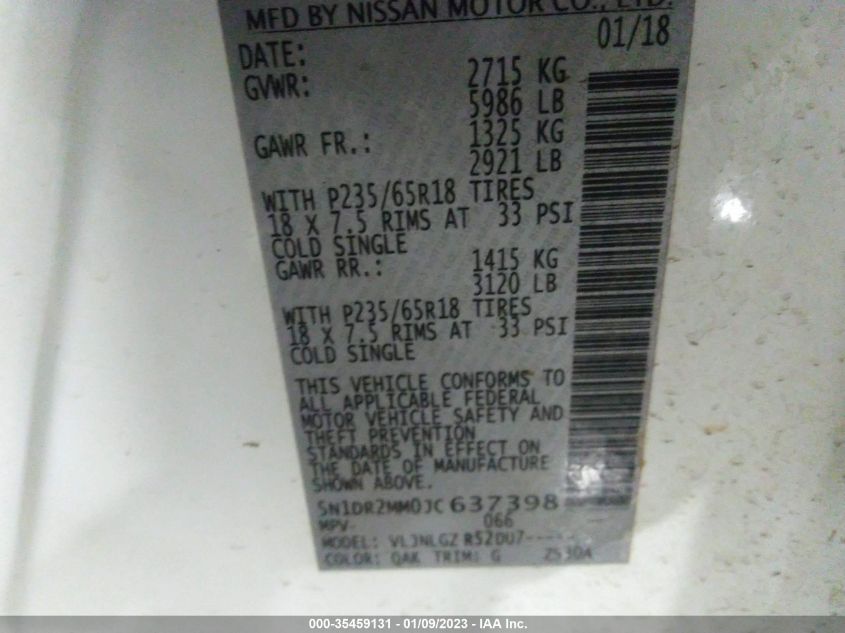 MFD BY NISSAN MOTOR CO., LTD.
DATE: 01/18
GVWR: 2715 KG
5986 LB
GAWR FR.: 1325 KG
2921 LB
WITH P235/65R18 TIRES
18 X 7.5 RIMS AT 33 PSI
COLD SINGLE
GAWR RR.: 1415 KG
3120 LB
WITH P235/65R18 TIRES
18 X 7.5 RIMS AT 33 PSI
COLD SINGLE
THIS VEHICLE CONFORMS TO
ALL APPLICABLE FEDERAL
MOTOR VEHICLE SAFETY AND
THEFT PREVENTION
STANDARDS IN EFFECT ON
THE DATE OF MANUFACTURE
SHOWN ABOVE.
5N1DR2MM0JC637398
MPV 066
MODEL: VLJNLGZ R52DU7-----
COLOR: QAK TRIM: G
000-35459131 - 01/09/2023 - IAA Inc.